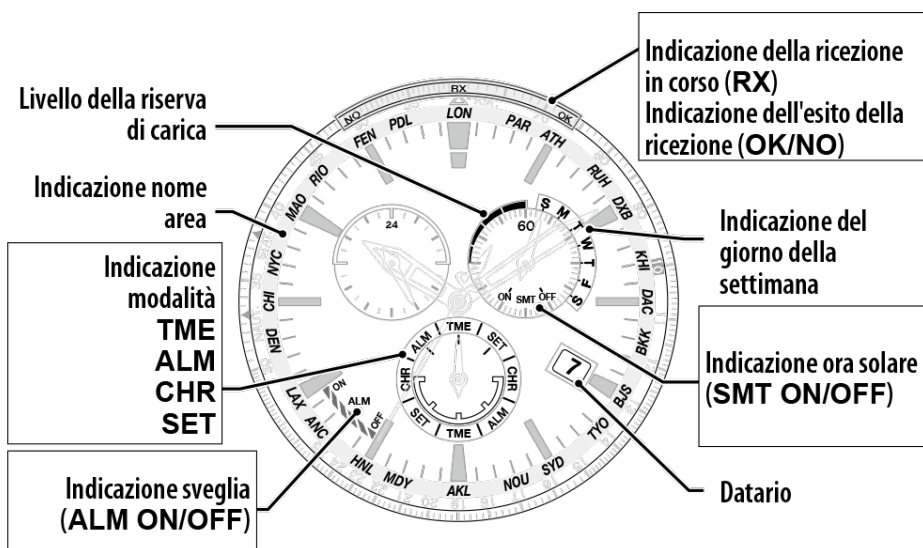 Indicazione della ricezione
in corso (RX)
Indicazione dell'esito della
ricezione (OK/NO)
Livello della riserva
di carica
Indicazione nome
area
Indicazione
modalità
TME
ALM
CHR
SET
Indicazione del
giorno della
settimana
Indicazione ora solare
(SMT ON/OFF)
Indicazione sveglia
(ALM ON/OFF)
Datario
NO
RX
OK
LON
PAR
ATH
RUH
DXB
KHI
DAC
BKK
BJS
TYO
SYD
NOU
AKL
MDY
HNL
ANC
LAX
DEN
CHI
NYC
MAO
RIO
FEN
PDL
24
60
S M T W T F S
ON SMT OFF
7
ON
ALM
OFF
TME
SET
CHR
ALM
TME
SET
CHR
ALM